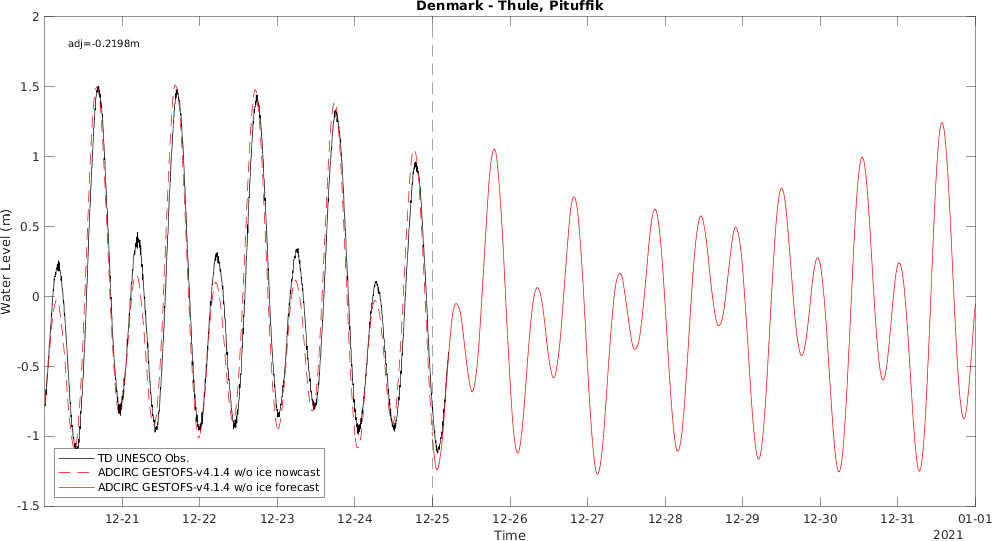 Denmark - Thule, Pituffik
adj=-0.2198m
Water Level (m)
2
1.5
1
0.5
0
-0.5
-1
-1.5
TD UNESCO Obs.
ADCIRC GESTOFS-v4.1.4 w/o ice nowcast
ADCIRC GESTOFS-v4.1.4 w/o ice forecast
12-21 12-22 12-23 12-24 12-25 12-26 12-27 12-28 12-29 12-30 12-31 01-01
Time
2021